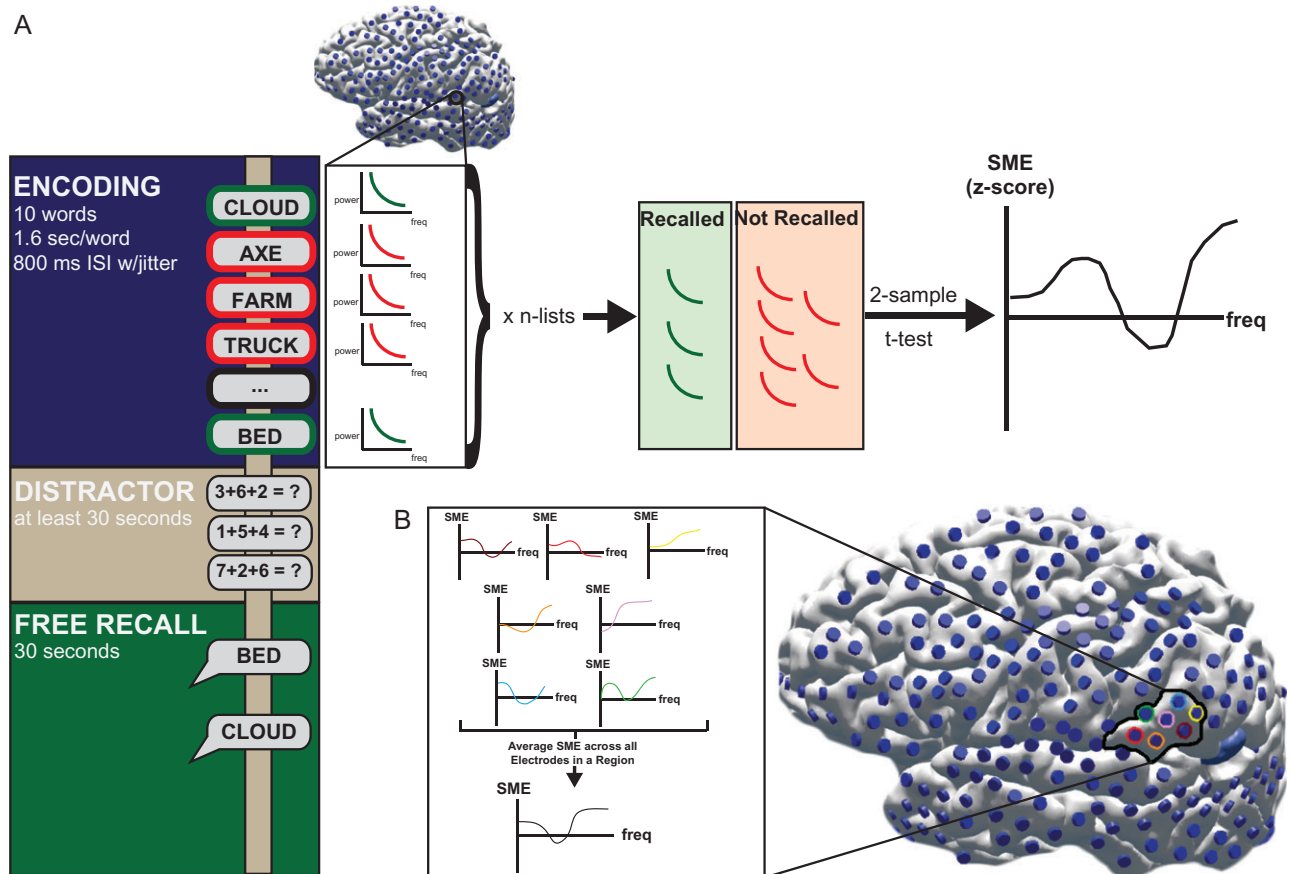 A
ENCODING
10 words
1.6 sec/word
800 ms ISI w/jitter
CLOUD
AXE
FARM
TRUCK
...
BED
power
freq
power
freq
power
freq
power
freq
power
freq
x n-lists
Recalled
Not Recalled
2-sample
t-test
SME
(z-score)
freq
DISTRACTOR
at least 30 seconds
3+6+2 = ?
1+5+4 = ?
7+2+6 = ?
FREE RECALL
30 seconds
BED
CLOUD
B
SME
freq
SME
freq
SME
freq
SME
freq
SME
freq
SME
freq
SME
freq
Average SME across all
Electrodes in a Region
SME
freq